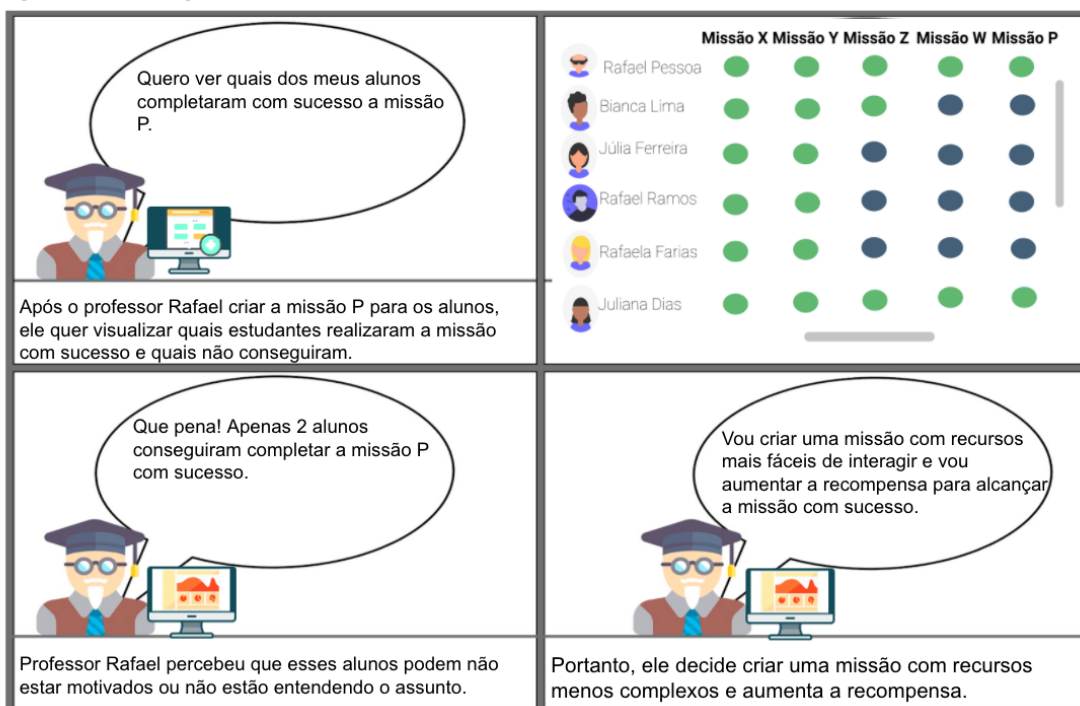 Quero ver quais dos meus alunos
completaram com sucesso a missão
P.
Após o professor Rafael criar a missão P para os alunos,
ele quer visualizar quais estudantes realizaram a missão
com sucesso e quais não conseguiram.
Missão X Missão Y Missão Z Missão W Missão P
Rafael Pessoa
Bianca Lima
Júlia Ferreira
Rafael Ramos
Rafaela Farias
Juliana Dias
Que pena! Apenas 2 alunos
conseguiram completar a missão P
com sucesso.
Professor Rafael percebeu que esses alunos podem não
estar motivados ou não estão entendendo o assunto.
Vou criar uma missão com recursos
mais fáceis de interagir e vou
aumentar a recompensa para alcançar
a missão com sucesso.
Portanto, ele decide criar uma missão com recursos
menos complexos e aumenta a recompensa.